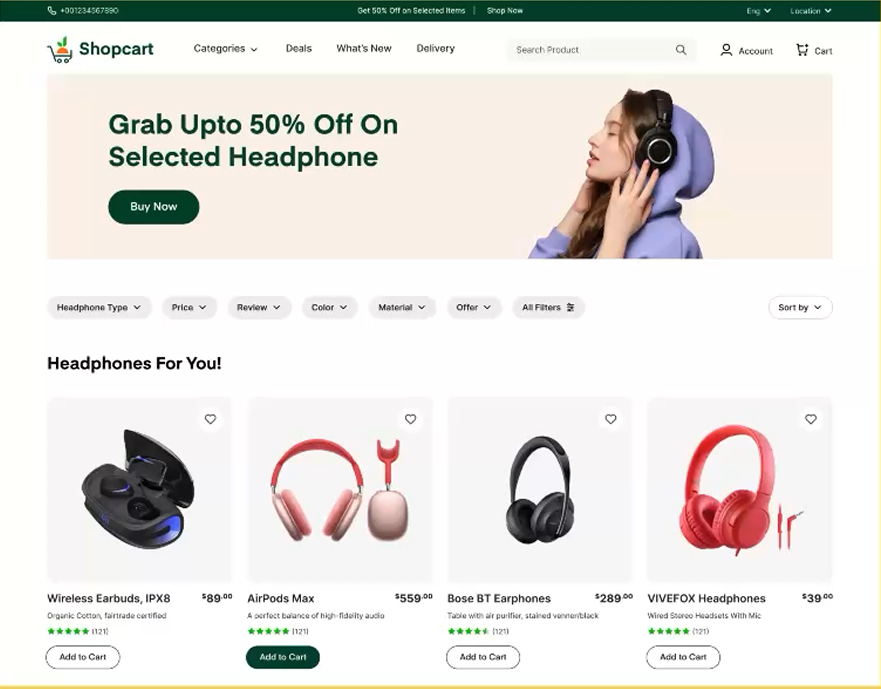 +001234567890
Get 50% Off on Selected Items | Shop Now
Eng
Location
Shopcart
Categories
Deals
What's New
Delivery
Search Product
Account
Cart
Grab Upto 50% Off On
Selected Headphone
Buy Now
Headphone Type
Price
Review
Color
Material
Offer
All Filters
Sort by
Headphones For You!
Wireless Earbuds, IPX8 $89.00
Organic Cotton, fairtrade certified
(121)
Add to Cart
AirPods Max $559.00
A perfect balance of high-fidelity audio
(121)
Add to Cart
Bose BT Earphones $289.00
Table with air purifier, stained venner/black
(121)
Add to Cart
VIVEFOX Headphones $39.00
Wired Stereo Headsets With Mic
(121)
Add to Cart